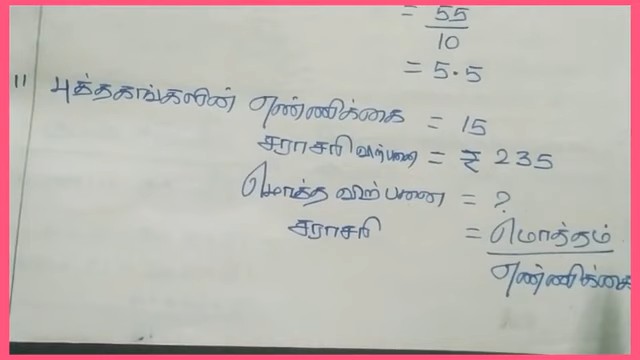 = 55
10
= 5.5
11 புத்தகங்களின் எண்ணிக்கை = 15
சராசரி விற்பனை = ₹ 235
மொத்த விற்பனை = ?
சராசரி = மொத்தம்
எண்ணிக்கை